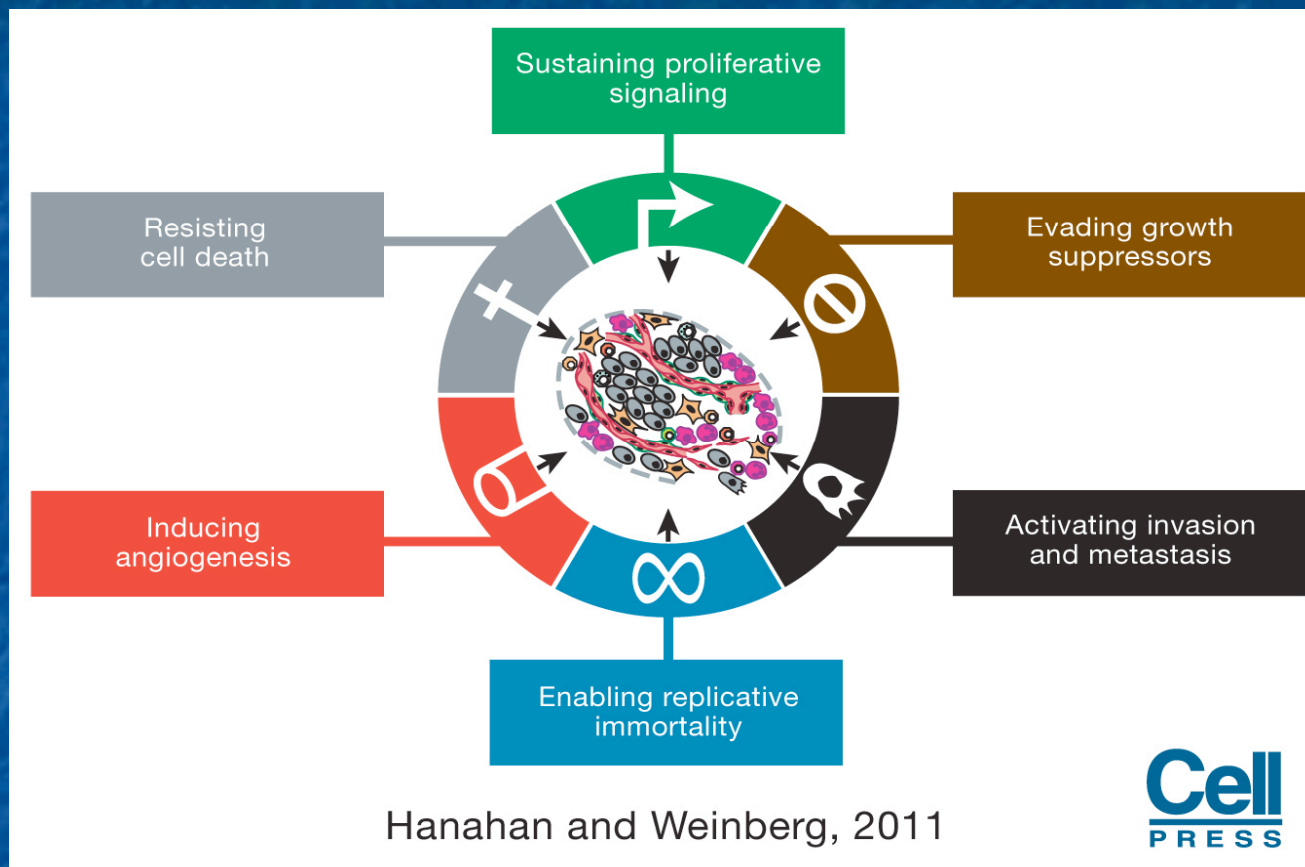 Sustaining proliferative
signaling
Resisting
cell death
Evading growth
suppressors
Inducing
angiogenesis
Activating invasion
and metastasis
Enabling replicative
immortality
Hanahan and Weinberg, 2011
Cell
PRESS